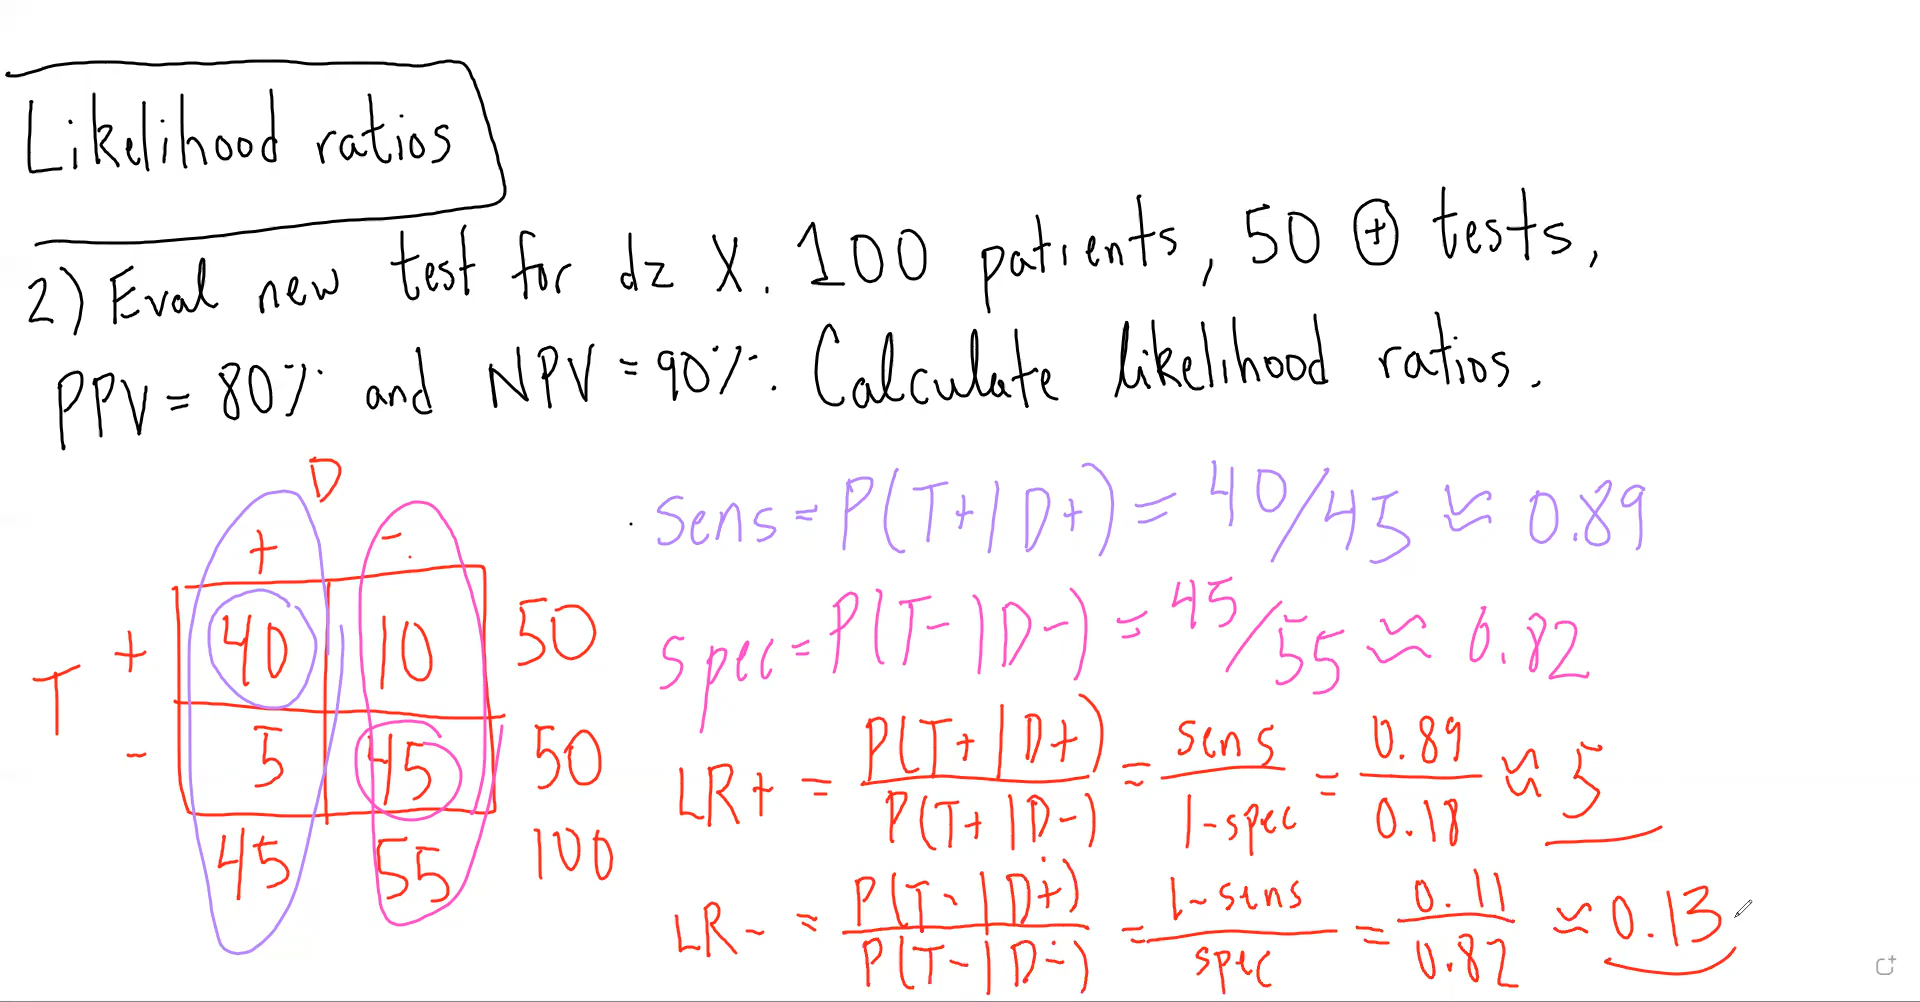 Likelihood ratios
2) Eval new test for dz X. 100 patients, 50 ⊕ tests,
PPV = 80% and NPV = 90%. Calculate likelihood ratios.
D
+ -
T + 40 10 50
- 5 45 50
45 55 100
sens = P(T+|D+) = 40/45 ≈ 0.89
spec = P(T-|D-) = 45/55 ≈ 0.82
LR+ = P(T+|D+) / P(T+|D-) = sens / 1-spec = 0.89 / 0.18 ≈ 5
LR- = P(T-|D+) / P(T-|D-) = 1-sens / spec = 0.11 / 0.82 ≈ 0.13